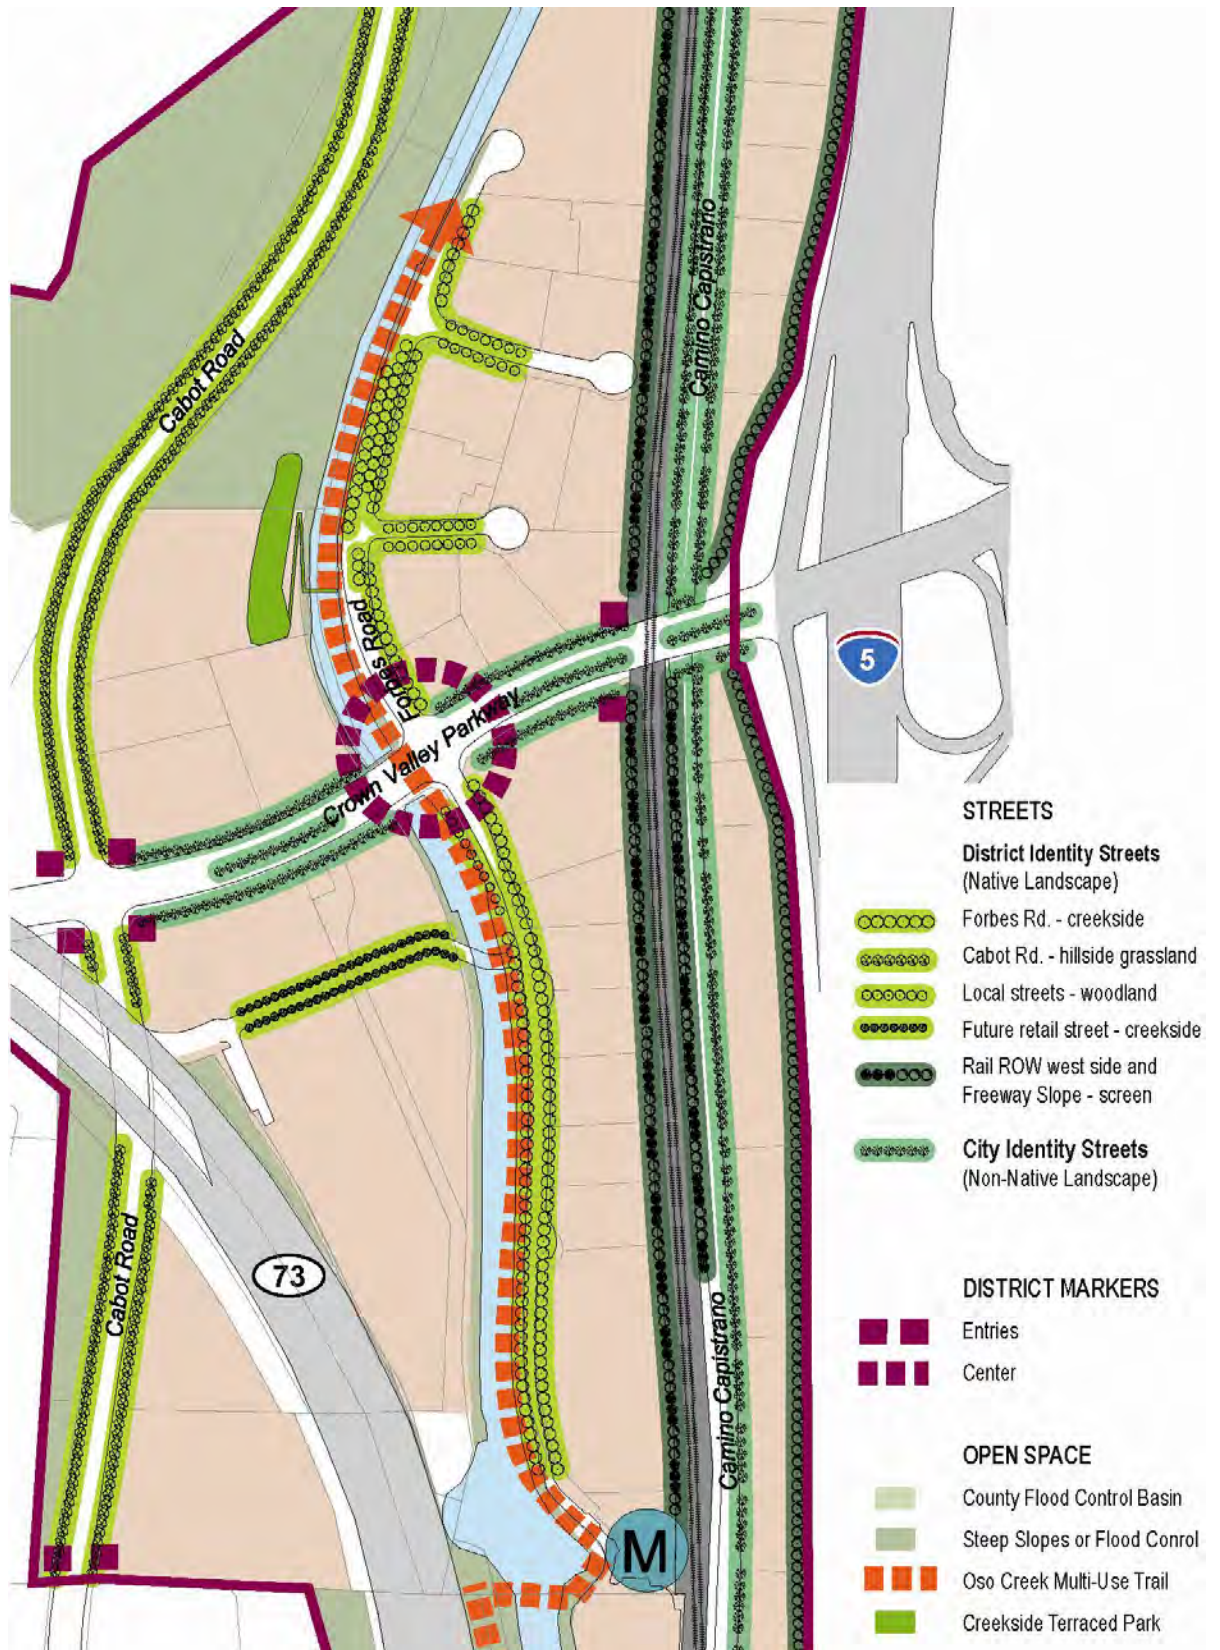 Cabot Road
Camino Capistrano
Forbes Road
Crown Valley Parkway
5
73
Cabot Road
Camino Capistrano
M
STREETS
District Identity Streets
(Native Landscape)
Forbes Rd. - creekside
Cabot Rd. - hillside grassland
Local streets - woodland
Future retail street - creekside
Rail ROW west side and
Freeway Slope - screen
City Identity Streets
(Non-Native Landscape)
DISTRICT MARKERS
Entries
Center
OPEN SPACE
County Flood Control Basin
Steep Slopes or Flood Conrol
Oso Creek Multi-Use Trail
Creekside Terraced Park